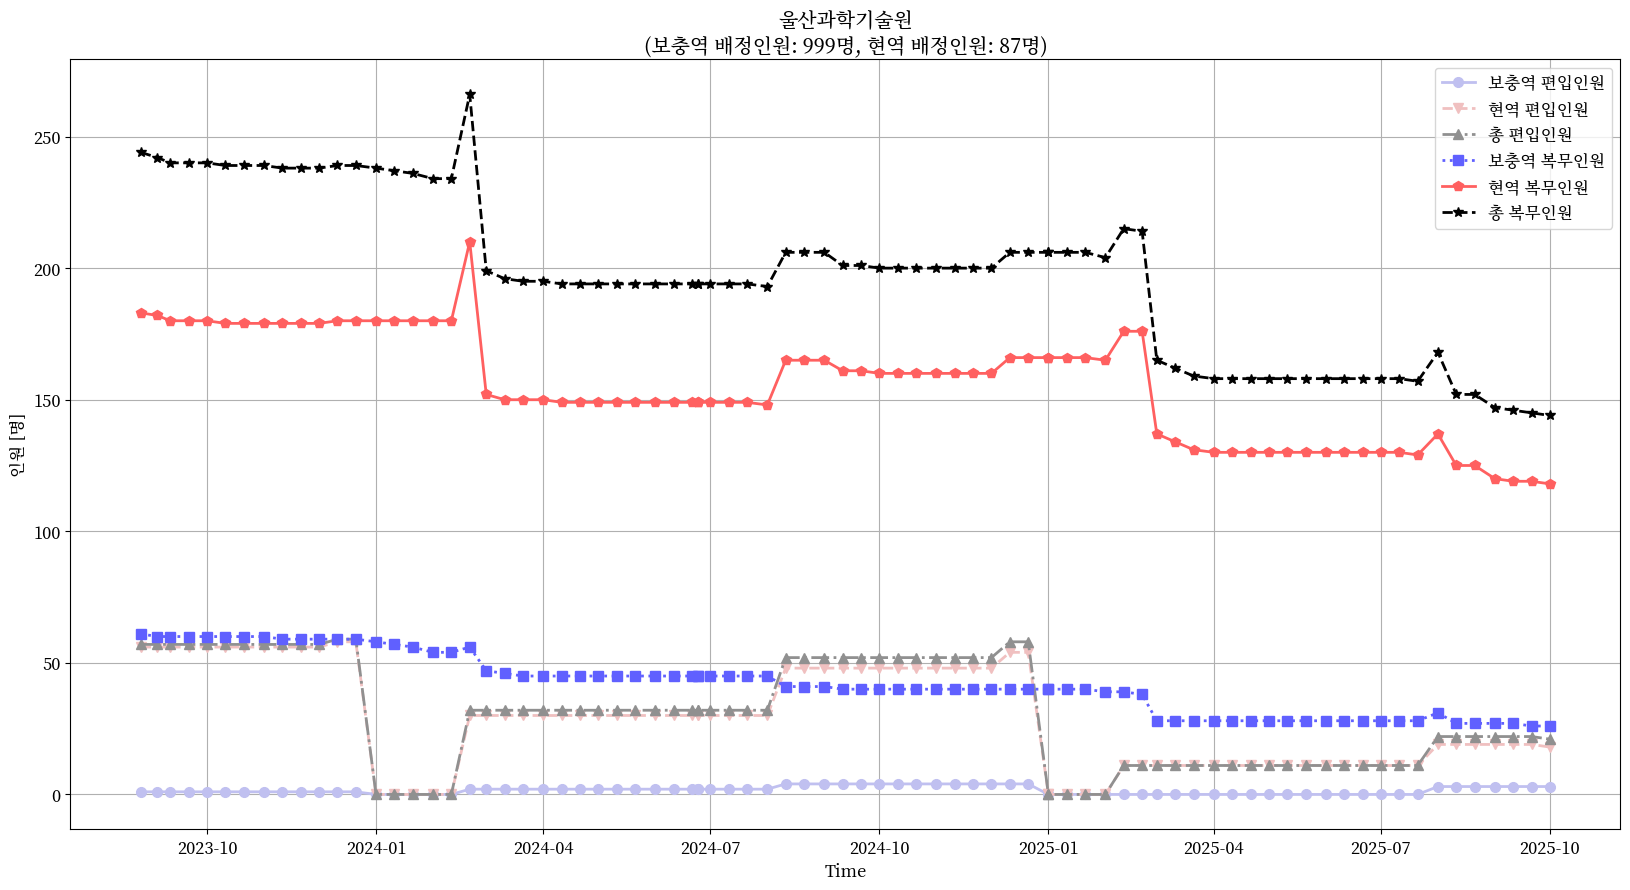 울산과학기술원
(보충역 배정인원: 999명, 현역 배정인원: 87명)
보충역 편입인원
현역 편입인원
총 편입인원
보충역 복무인원
현역 복무인원
총 복무인원
인원 [명]
250
200
150
100
50
0
2023-10
2024-01
2024-04
2024-07
2024-10
2025-01
2025-04
2025-07
2025-10
Time